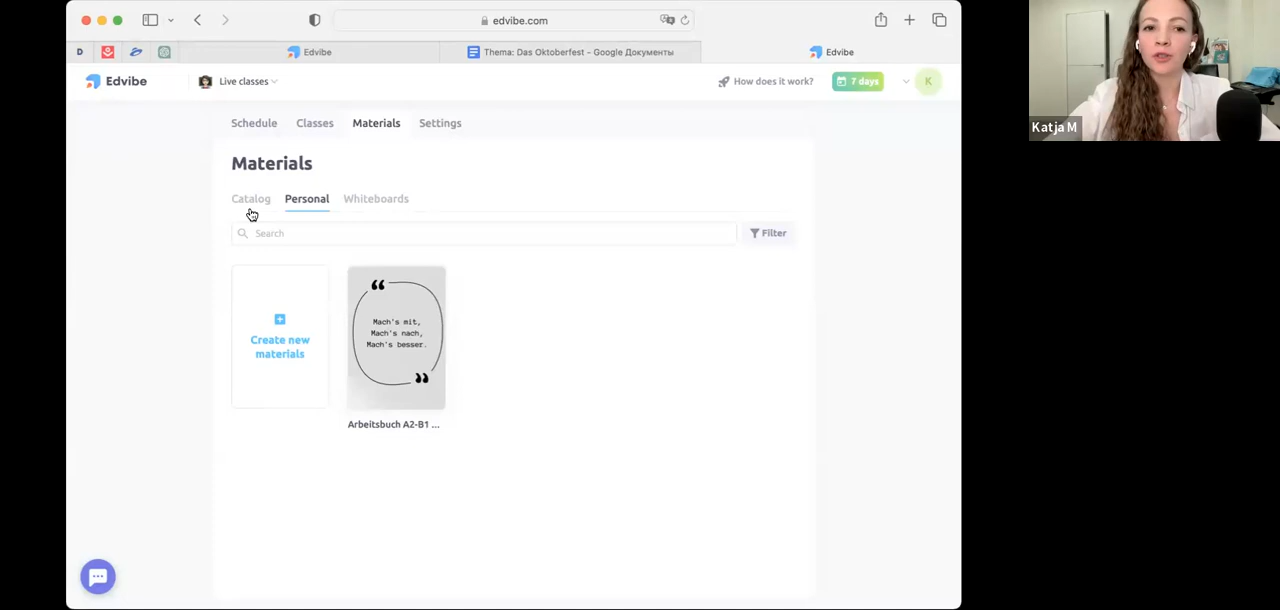 edvibe.com
D
Edvibe
Thema: Das Oktoberfest - Google Документы
Edvibe
Edvibe
Live classes
How does it work?
7 days
K
Schedule
Classes
Materials
Settings
Materials
Catalog
Personal
Whiteboards
Search
Filter
Create new
materials
“
Mach's mit,
Mach's nach,
Mach's besser.
”
Arbeitsbuch A2-B1 ...
Katja M